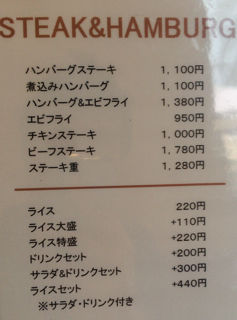 STEAK&HAMBURG
ハンバーグステーキ 1,100円
煮込みハンバーグ 1,100円
ハンバーグ&エビフライ 1,380円
エビフライ 950円
チキンステーキ 1,000円
ビーフステーキ 1,780円
ステーキ重 1,280円
ライス 220円
ライス大盛 +110円
ライス特盛 +220円
ドリンクセット +200円
サラダ&ドリンクセット +300円
ライスセット +440円
※サラダ・ドリンク付き